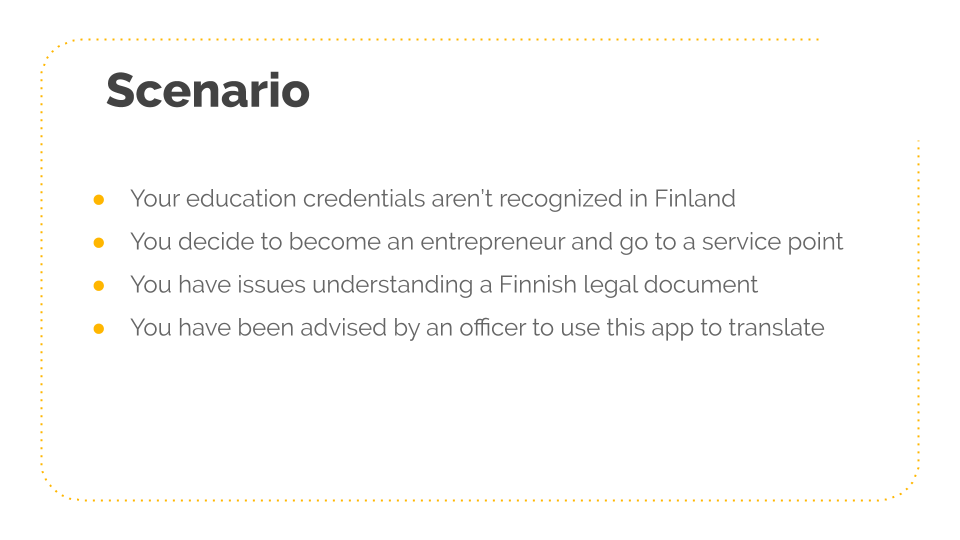 Scenario
● Your education credentials aren't recognized in Finland
● You decide to become an entrepreneur and go to a service point
● You have issues understanding a Finnish legal document
● You have been advised by an officer to use this app to translate